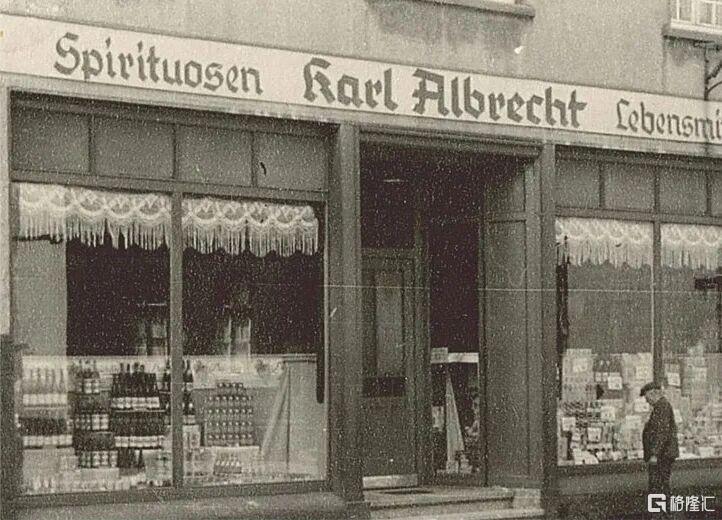 Spirituosen Karl Albrecht Lebensmi
格隆汇